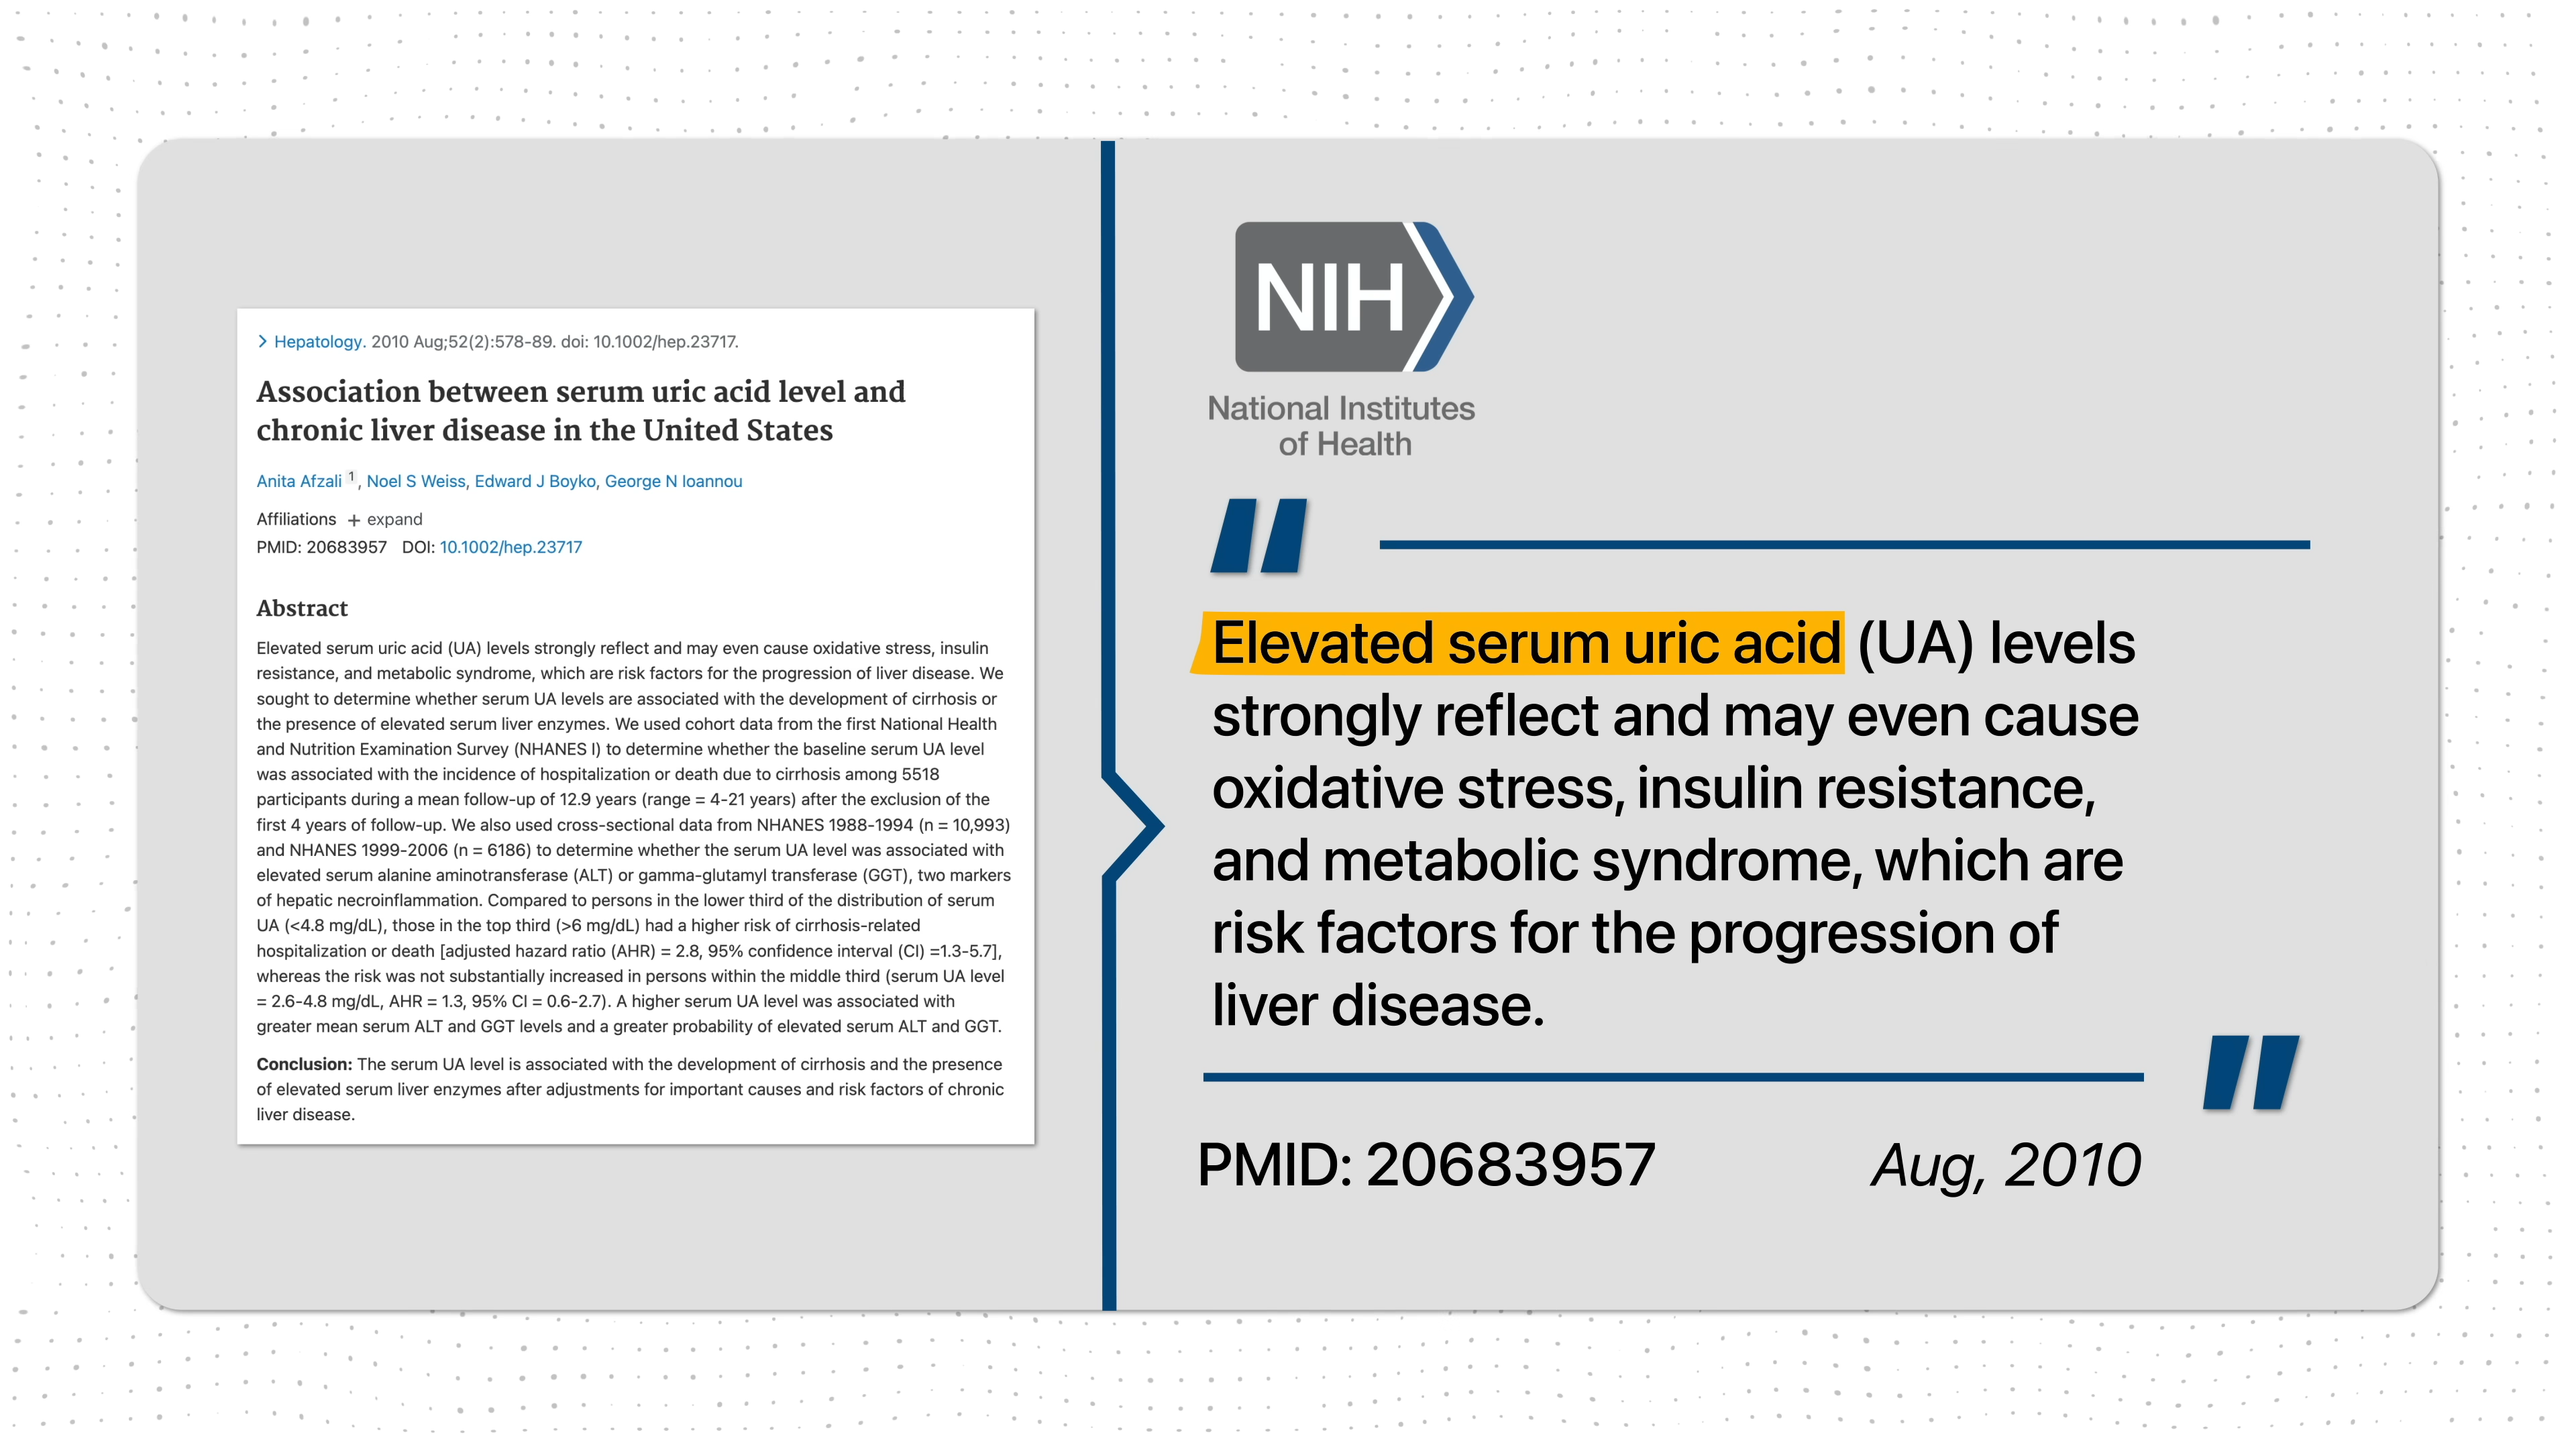 > Hepatology. 2010 Aug;52(2):578-89. doi: 10.1002/hep.23717.
Association between serum uric acid level and
chronic liver disease in the United States
Anita Afzali 1, Noel S Weiss, Edward J Boyko, George N Ioannou
Affiliations + expand
PMID: 20683957 DOI: 10.1002/hep.23717
Abstract
Elevated serum uric acid (UA) levels strongly reflect and may even cause oxidative stress, insulin
resistance, and metabolic syndrome, which are risk factors for the progression of liver disease. We
sought to determine whether serum UA levels are associated with the development of cirrhosis or
the presence of elevated serum liver enzymes. We used cohort data from the first National Health
and Nutrition Examination Survey (NHANES I) to determine whether the baseline serum UA level
was associated with the incidence of hospitalization or death due to cirrhosis among 5518
participants during a mean follow-up of 12.9 years (range = 4-21 years) after the exclusion of the
first 4 years of follow-up. We also used cross-sectional data from NHANES 1988-1994 (n = 10,993)
and NHANES 1999-2006 (n = 6186) to determine whether the serum UA level was associated with
elevated serum alanine aminotransferase (ALT) or gamma-glutamyl transferase (GGT), two markers
of hepatic necroinflammation. Compared to persons in the lower third of the distribution of serum
UA (<4.8 mg/dL), those in the top third (>6 mg/dL) had a higher risk of cirrhosis-related
hospitalization or death [adjusted hazard ratio (AHR) = 2.8, 95% confidence interval (CI) =1.3-5.7],
whereas the risk was not substantially increased in persons within the middle third (serum UA level
= 2.6-4.8 mg/dL, AHR = 1.3, 95% CI = 0.6-2.7). A higher serum UA level was associated with
greater mean serum ALT and GGT levels and a greater probability of elevated serum ALT and GGT.
Conclusion: The serum UA level is associated with the development of cirrhosis and the presence
of elevated serum liver enzymes after adjustments for important causes and risk factors of chronic
liver disease.
NIH
National Institutes
of Health
"
Elevated serum uric acid (UA) levels
strongly reflect and may even cause
oxidative stress, insulin resistance,
and metabolic syndrome, which are
risk factors for the progression of
liver disease.
"
PMID: 20683957 Aug, 2010